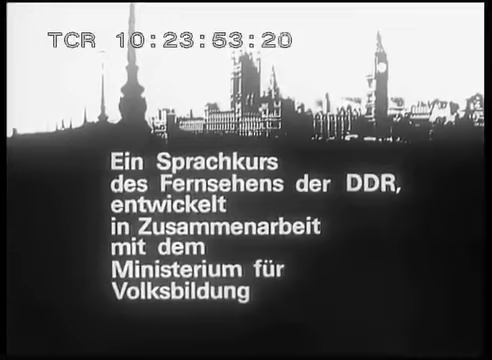 TCR 10:23:53:20
Ein Sprachkurs
des Fernsehens der DDR,
entwickelt
in Zusammenarbeit
mit dem
Ministerium für
Volksbildung